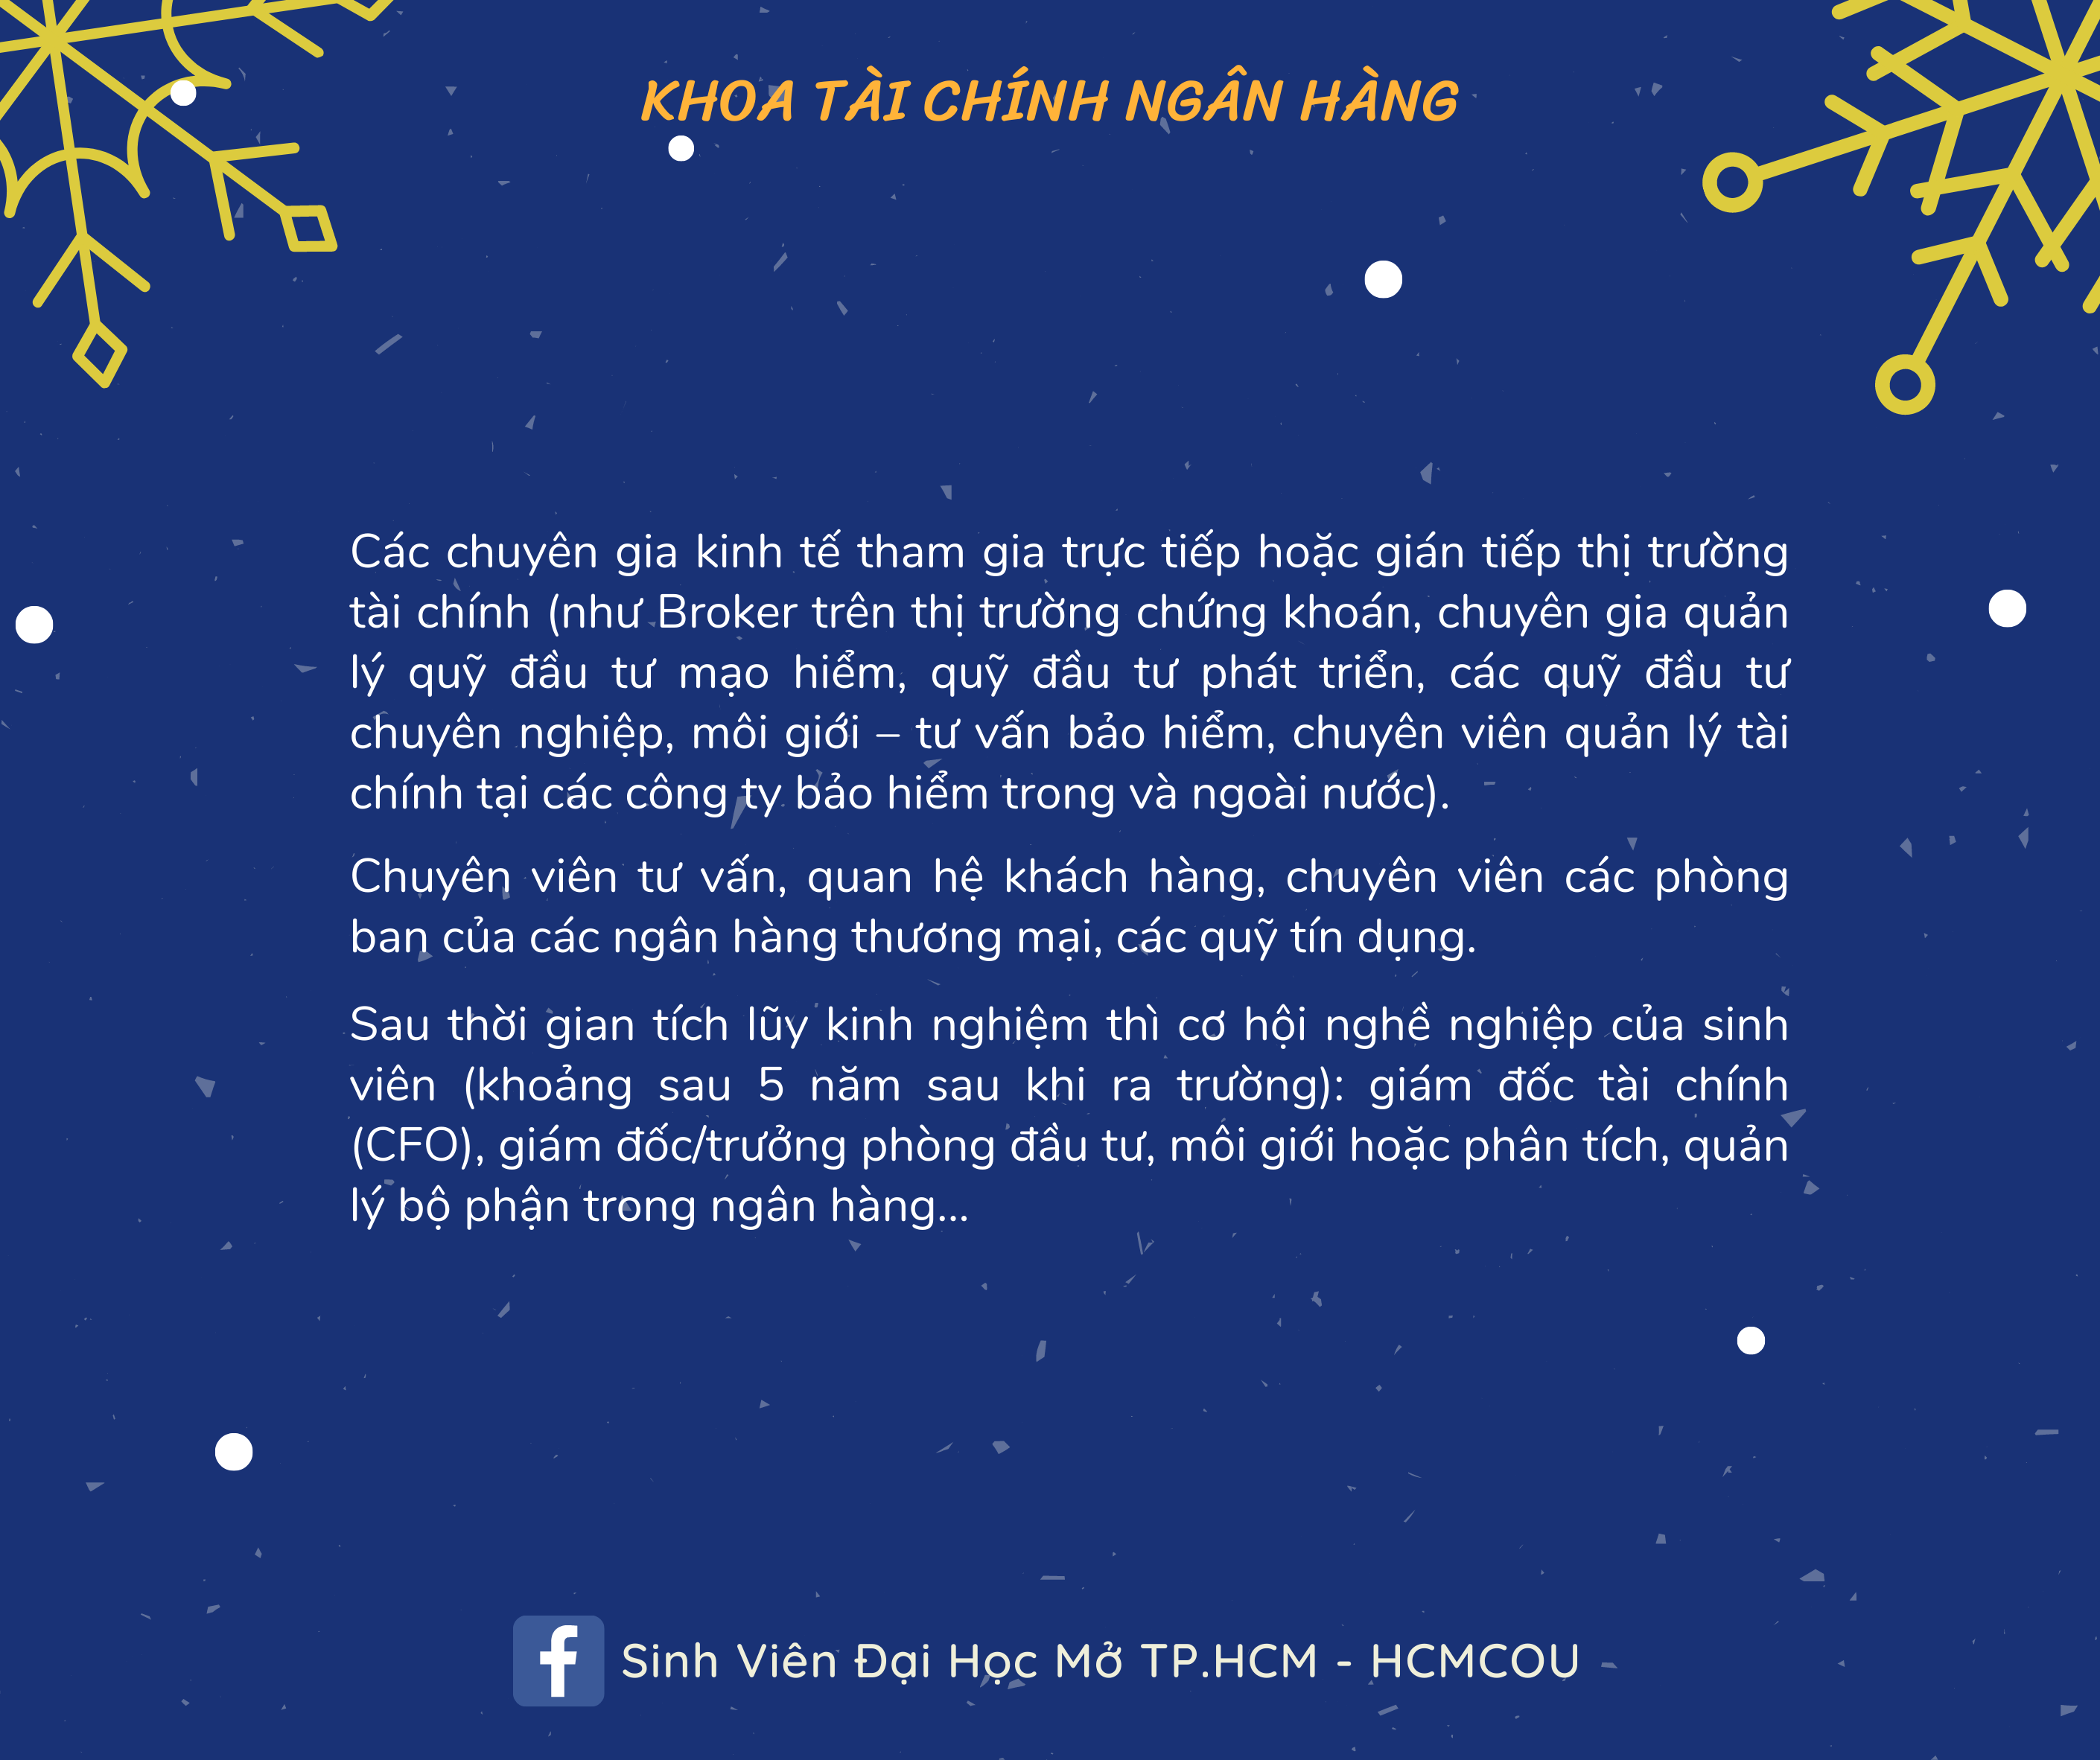 KHOA TÀI CHÍNH NGÂN HÀNG
Các chuyên gia kinh tế tham gia trực tiếp hoặc gián tiếp thị trường
tài chính (như Broker trên thị trường chứng khoán, chuyên gia quản
lý quỹ đầu tư mạo hiểm, quỹ đầu tư phát triển, các quỹ đầu tư
chuyên nghiệp, môi giới – tư vấn bảo hiểm, chuyên viên quản lý tài
chính tại các công ty bảo hiểm trong và ngoài nước).
Chuyên viên tư vấn, quan hệ khách hàng, chuyên viên các phòng
ban của các ngân hàng thương mại, các quỹ tín dụng.
Sau thời gian tích lũy kinh nghiệm thì cơ hội nghề nghiệp của sinh
viên (khoảng sau 5 năm sau khi ra trường): giám đốc tài chính
(CFO), giám đốc/trưởng phòng đầu tư, môi giới hoặc phân tích, quản
lý bộ phận trong ngân hàng...
Sinh Viên Đại Học Mở TP.HCM - HCMCOU